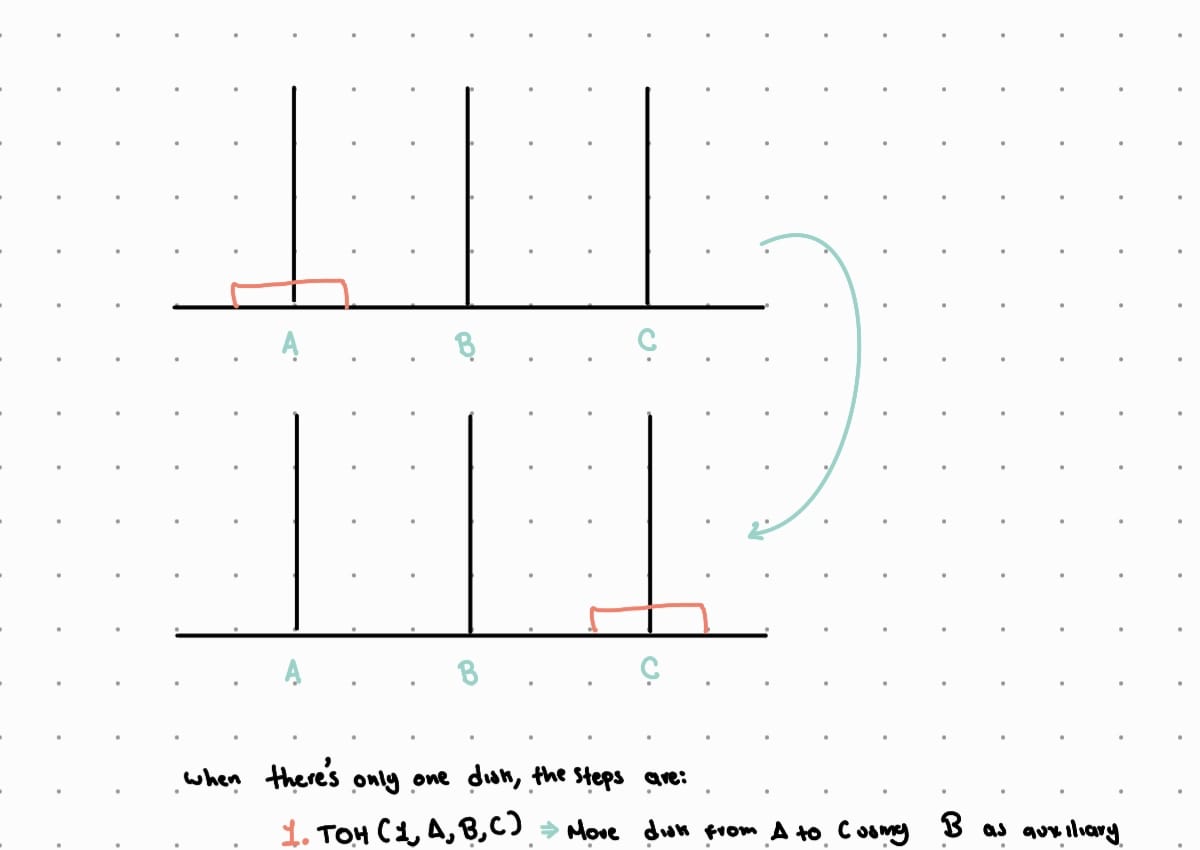 A B C
A B C
when there's only one disk, the steps are:
1. TOH (1, A, B, C) ⇒ Move disk from A to C using B as auxiliary